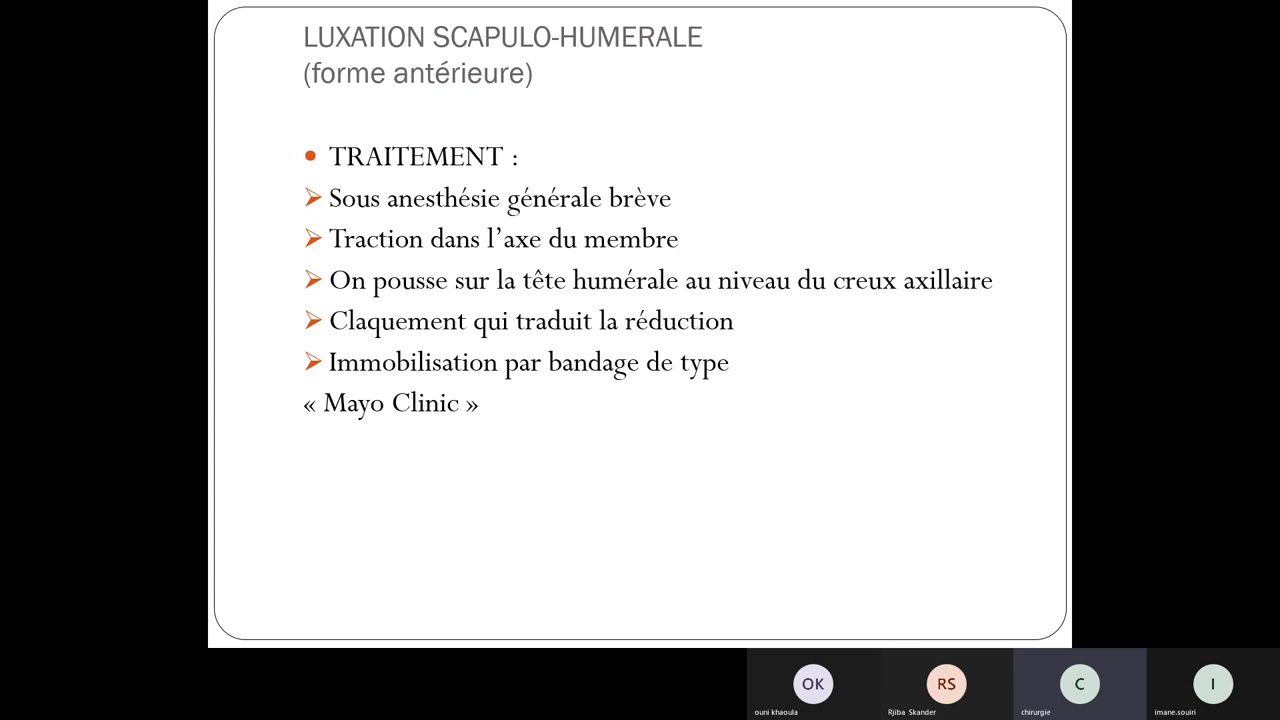 LUXATION SCAPULO-HUMERALE
(forme antérieure)
TRAITEMENT :
Sous anesthésie générale brève
Traction dans l’axe du membre
On pousse sur la tête humérale au niveau du creux axillaire
Claquement qui traduit la réduction
Immobilisation par bandage de type
« Mayo Clinic »
OK
RS
C
I
ouni khaoula
Rjiba Skander
chirurgie
imane.souiri